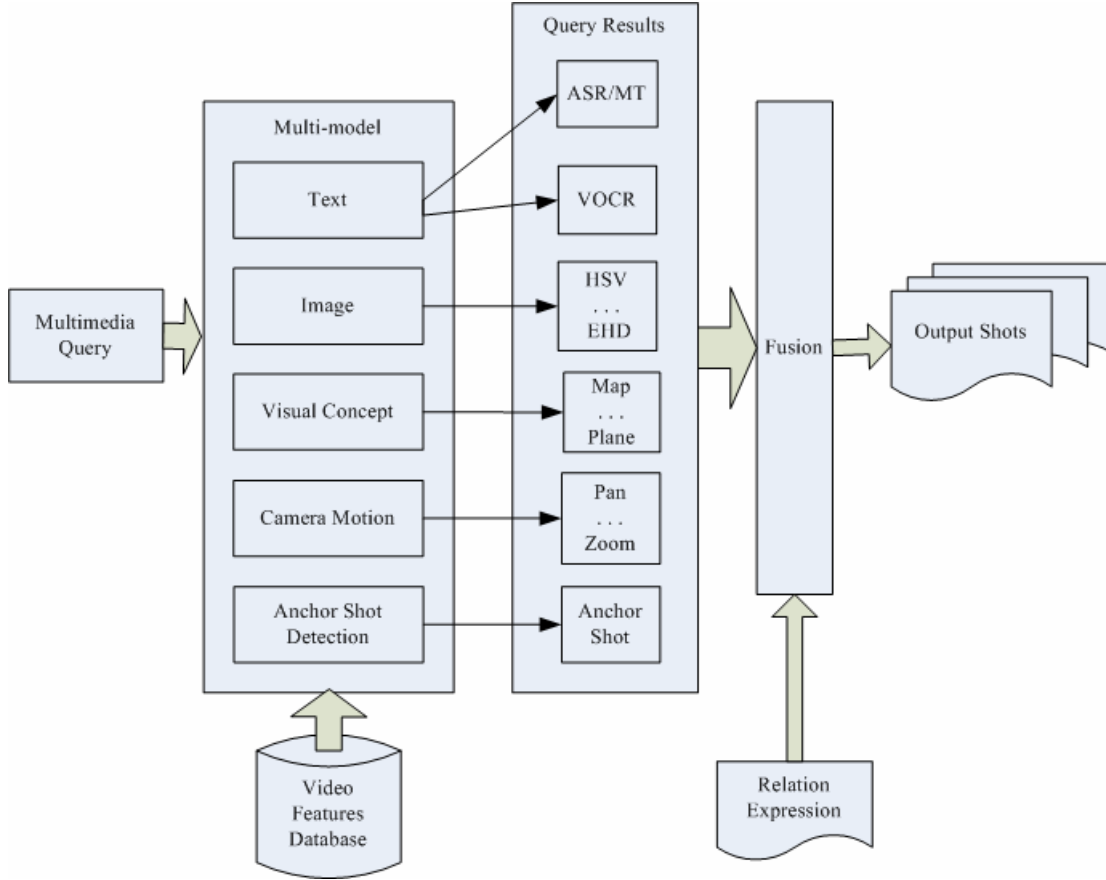 Multimedia
Query
Multi-model
Text
Image
Visual Concept
Camera Motion
Anchor Shot
Detection
Video
Features
Database
Query Results
ASR/MT
VOCR
HSV
. . .
EHD
Map
. . .
Plane
Pan
. . .
Zoom
Anchor
Shot
Fusion
Relation
Expression
Output Shots